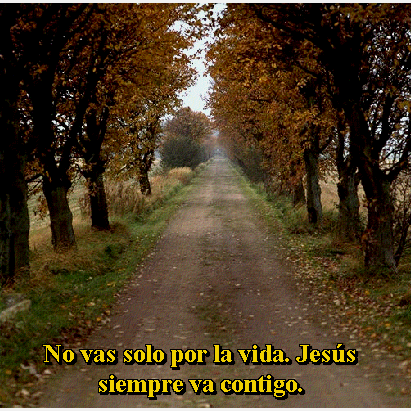 No vas solo por la vida. Jesús
siempre va contigo.